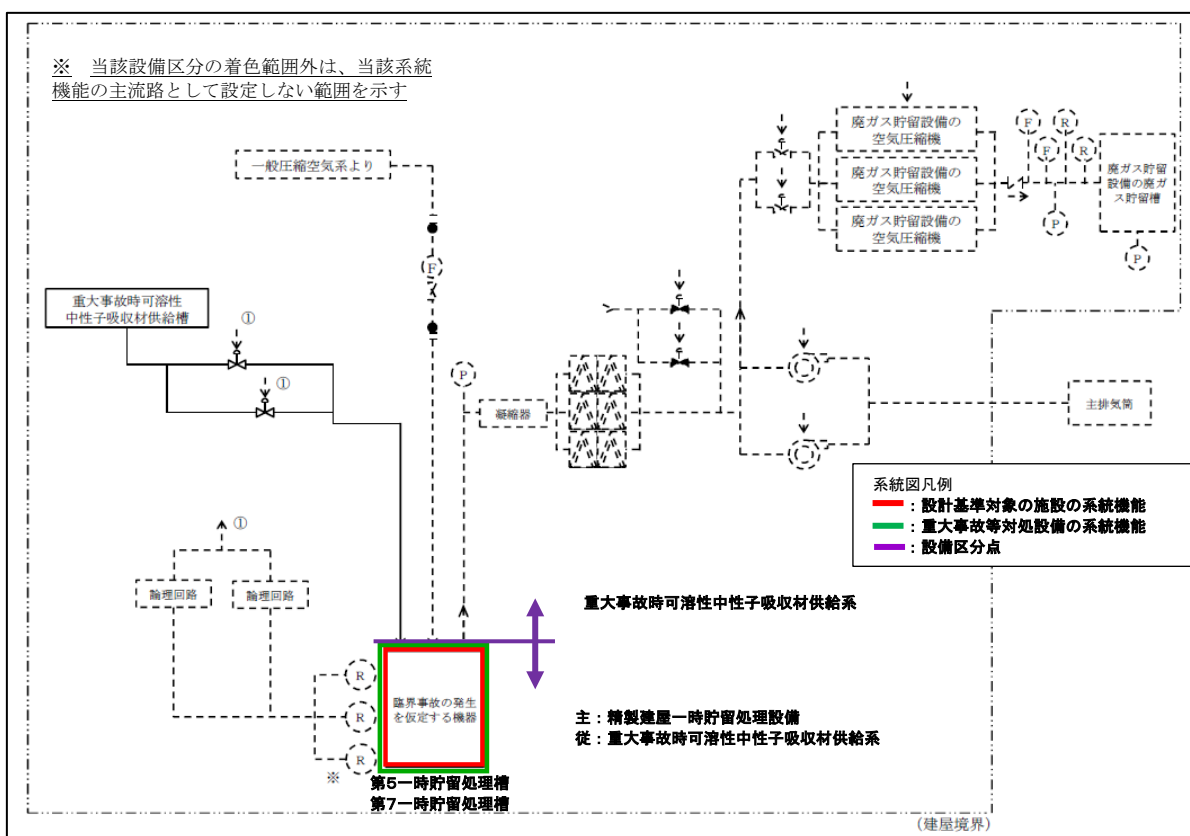 ※ 当該設備区分の着色範囲外は、当該系統
機能の主流路として設定しない範囲を示す
一般圧縮空気系より
廃ガス貯留設備の
空気圧縮機
廃ガス貯留設備の
空気圧縮機
廃ガス貯留設備の
空気圧縮機
F
R
F
R
廃ガス貯留
設備の廃ガ
ス貯留槽
P
P
F
重大事故時可溶性
中性子吸収材供給槽
①
①
P
凝縮器
主排気筒
系統図凡例
:設計基準対象の施設の系統機能
:重大事故等対処設備の系統機能
:設備区分点
①
論理回路
論理回路
重大事故時可溶性中性子吸収材供給系
R
R
R
※
臨界事故の発生
を仮定する機器
主:精製建屋一時貯留処理設備
従:重大事故時可溶性中性子吸収材供給系
第5一時貯留処理槽
第7一時貯留処理槽
(建屋境界)